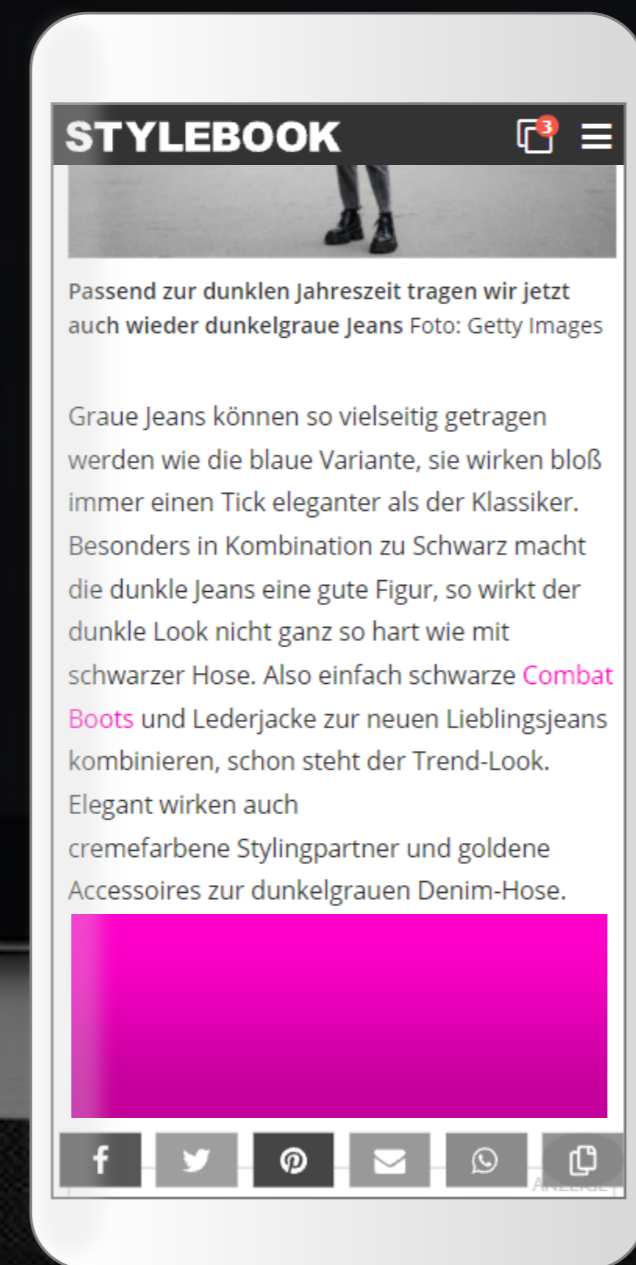 STYLEBOOK
3
Passend zur dunklen Jahreszeit tragen wir jetzt
auch wieder dunkelgraue Jeans Foto: Getty Images
Graue Jeans können so vielseitig getragen
werden wie die blaue Variante, sie wirken bloß
immer einen Tick eleganter als der Klassiker.
Besonders in Kombination zu Schwarz macht
die dunkle Jeans eine gute Figur, so wirkt der
dunkle Look nicht ganz so hart wie mit
schwarzer Hose. Also einfach schwarze Combat
Boots und Lederjacke zur neuen Lieblingsjeans
kombinieren, schon steht der Trend-Look.
Elegant wirken auch
cremefarbene Stylingpartner und goldene
Accessoires zur dunkelgrauen Denim-Hose.
ANZEIGE